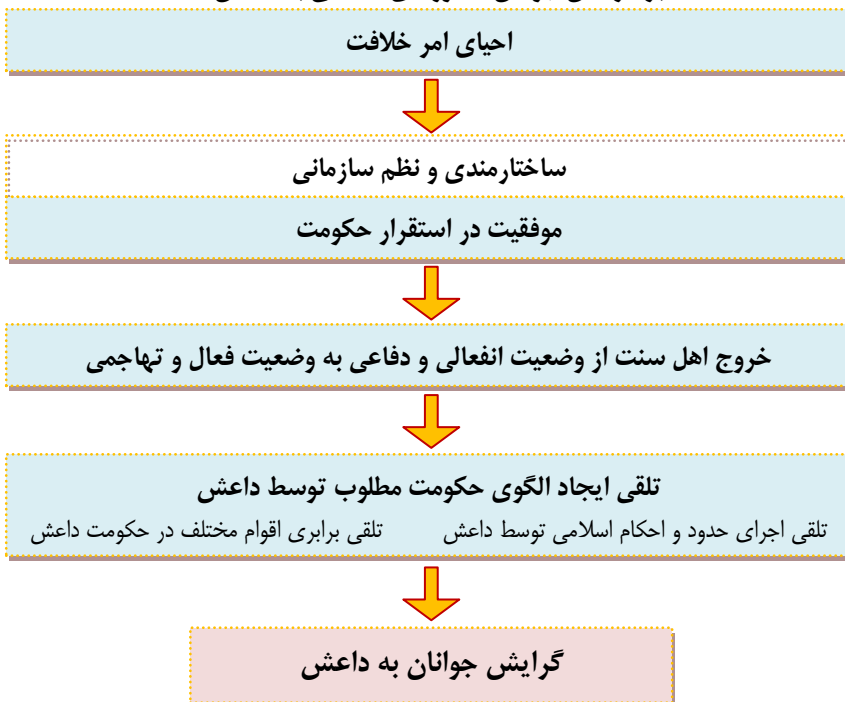 احیای امر خلافت
ساختارمندی و نظم سازمانی
موفقیت در استقرار حکومت
خروج اهل سنت از وضعیت انفعالی و دفاعی به وضعیت فعال و تهاجمی
تلقی ایجاد الگوی حکومت مطلوب توسط داعش
تلقی اجرای حدود و احکام اسلامی توسط داعش تلقی برابری اقوام مختلف در حکومت داعش
گرایش جوانان به داعش